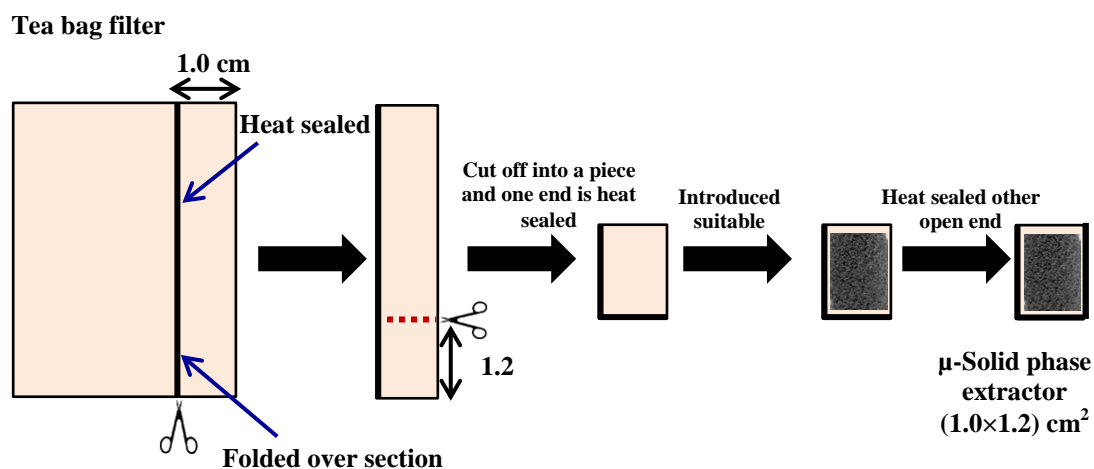 Tea bag filter
1.0 cm
Heat sealed
Folded over section
1.2
Cut off into a piece
and one end is heat
sealed
Introduced
suitable
Heat sealed other
open end
µ-Solid phase
extractor
(1.0×1.2) cm²